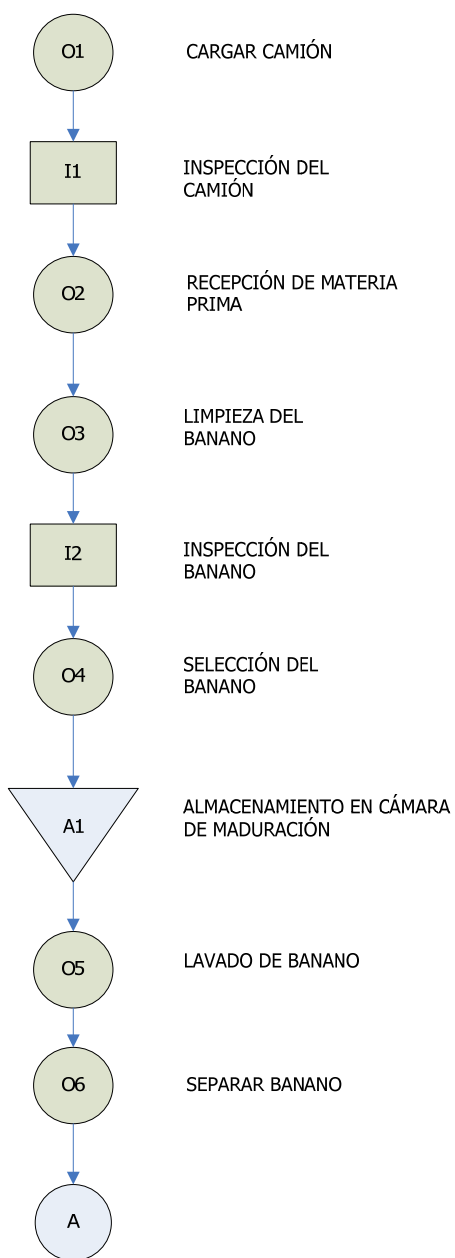 O1
CARGAR CAMIÓN
I1
INSPECCIÓN DEL
CAMIÓN
O2
RECEPCIÓN DE MATERIA
PRIMA
O3
LIMPIEZA DEL
BANANO
I2
INSPECCIÓN DEL
BANANO
O4
SELECCIÓN DEL
BANANO
A1
ALMACENAMIENTO EN CÁMARA
DE MADURACIÓN
O5
LAVADO DE BANANO
O6
SEPARAR BANANO
A